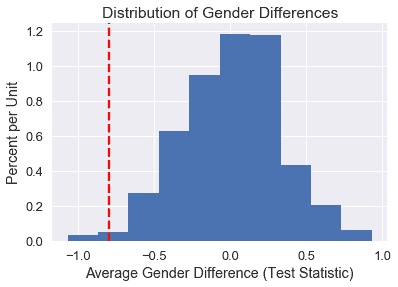 Distribution of Gender Differences
1.2
1.0
0.8
0.6
0.4
0.2
0.0
Percent per Unit
−1.0 −0.5 0.0 0.5 1.0
Average Gender Difference (Test Statistic)